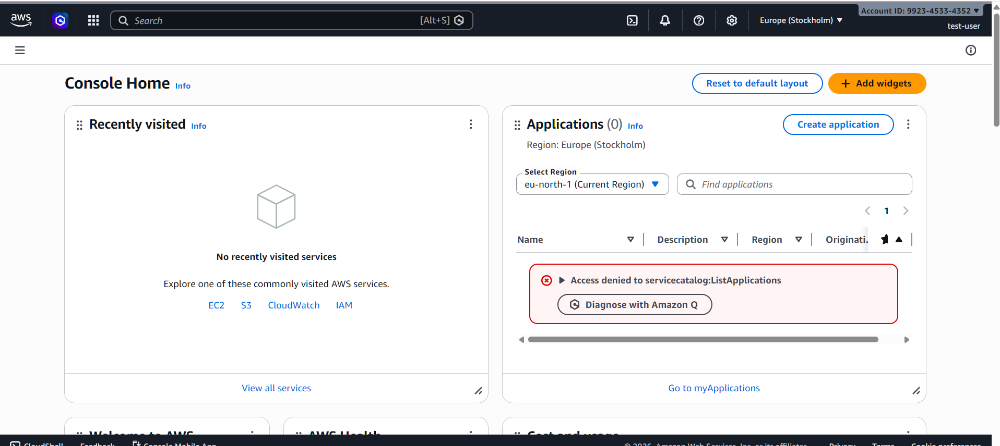 aws
Search [Alt+S]
Europe (Stockholm)
Account ID: 9923-4533-4352
test-user
Console Home Info
Reset to default layout
Add widgets
Recently visited Info
No recently visited services
Explore one of these commonly visited AWS services.
EC2 S3 CloudWatch IAM
View all services
Applications (0) Info
Create application
Region: Europe (Stockholm)
Select Region
eu-north-1 (Current Region)
Find applications
1
Name Description Region Originati.
Access denied to servicecatalog:ListApplications
Diagnose with Amazon Q
Go to myApplications
Welcome to AWS
AWS Health
Cost and usage
CloudShell Feedback Console Mobile App
© 2026, Amazon Web Services, Inc. or its affiliates. Privacy Terms Cookie preferences